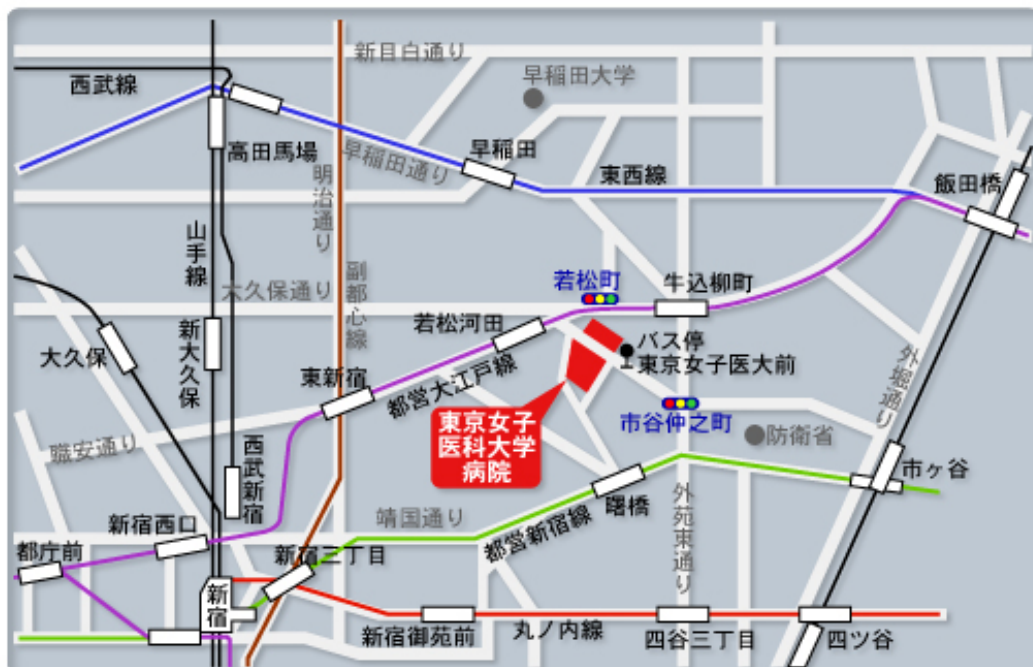 新目白通り
西武線
早稲田大学
高田馬場
早稲田通り
早稲田
東西線
飯田橋
明治通り
山手線
副都心線
大久保通り
若松町
牛込柳町
大久保
新大久保
若松河田
バス停
東京女子医大前
外堀通り
東新宿
都営大江戸線
東京女子
医科大学
病院
市谷仲之町
防衛省
職安通り
西武新宿
市ヶ谷
新宿西口
靖国通り
都営新宿線
曙橋
外苑東通り
都庁前
新宿三丁目
新宿
新宿御苑前
丸ノ内線
四谷三丁目
四ツ谷